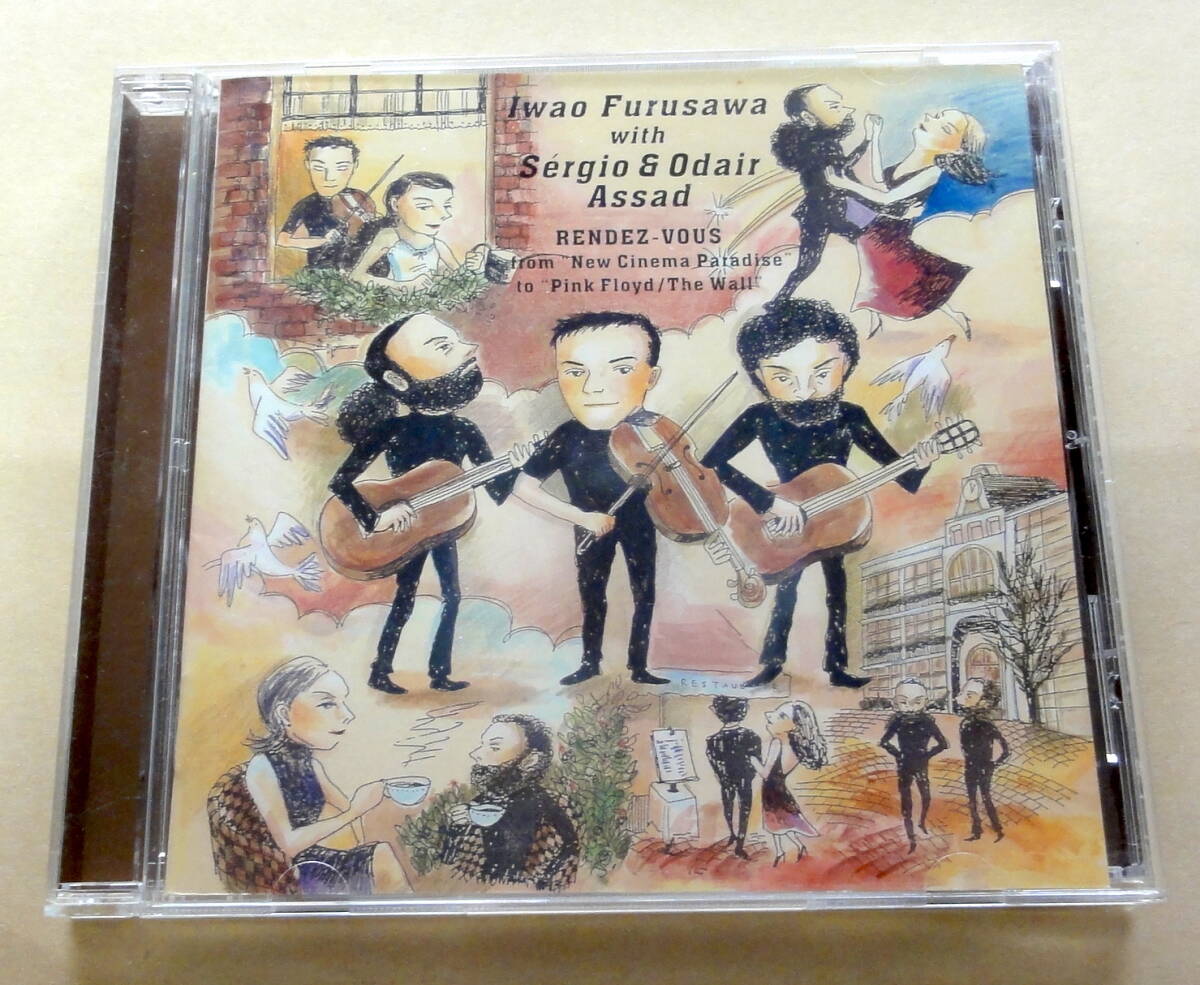 Iwao Furusawa
with
Sérgio & Odair
Assad
RENDEZ-VOUS
from "New Cinema Paradise"
to "Pink Floyd/The Wall"